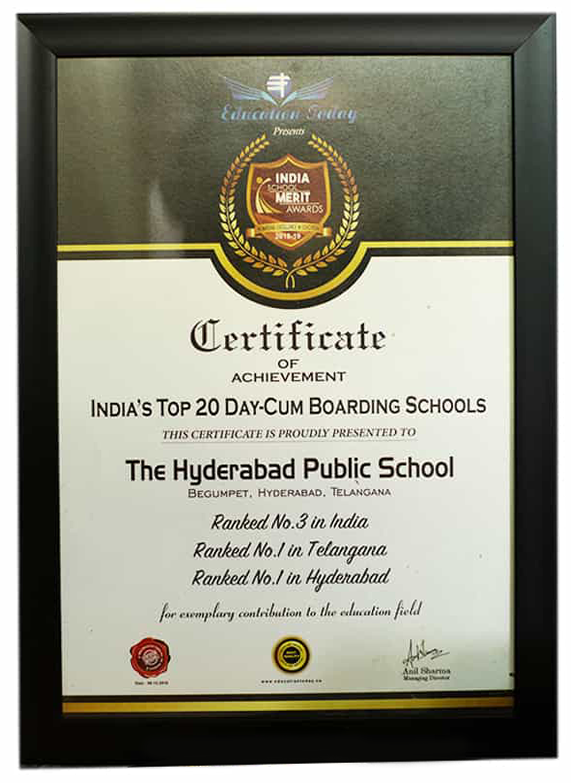 Education Today
Presents
INDIA
SCHOOL
MERIT
AWARDS
2018-19
Certificate
OF
ACHIEVEMENT
INDIA'S TOP 20 DAY-CUM BOARDING SCHOOLS
THIS CERTIFICATE IS PROUDLY PRESENTED TO
The Hyderabad Public School
BEGUMPET, HYDERABAD, TELANGANA
Ranked No.3 in India
Ranked No.1 in Telangana
Ranked No.1 in Hyderabad
for exemplary contribution to the education field
Anil Sharma
Managing Director
www.educationtoday.co